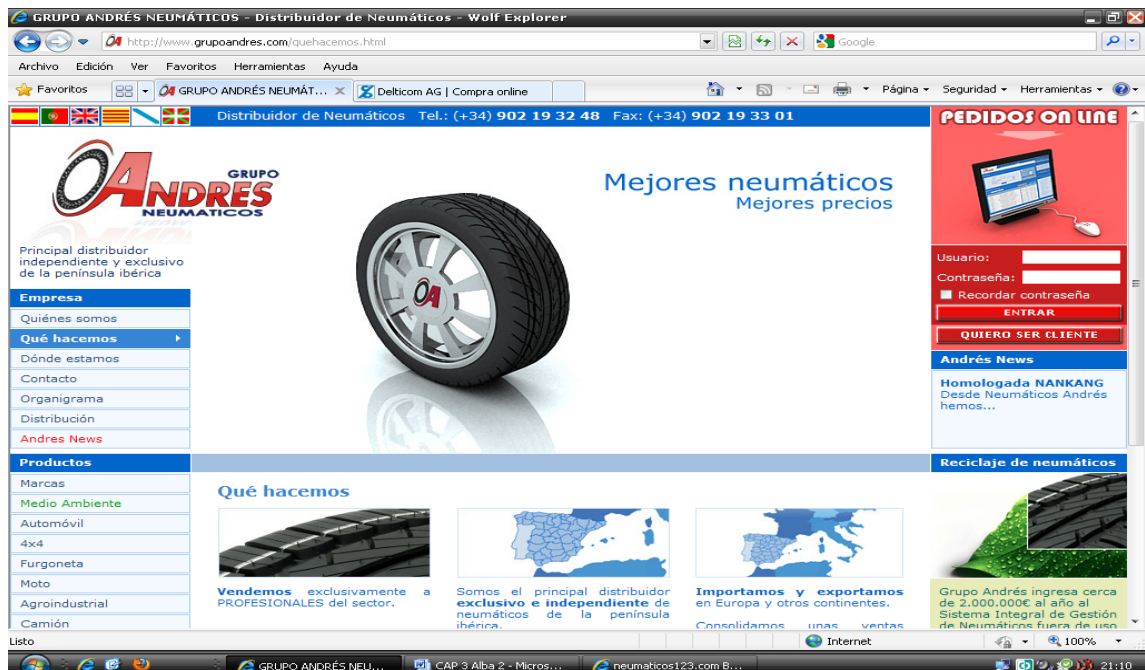 GRUPO ANDRÉS NEUMÁTICOS - Distribuidor de Neumáticos - Wolf Explorer
http://www.grupoandres.com/quehacemos.html
Google
Archivo Edición Ver Favoritos Herramientas Ayuda
Favoritos
GRUPO ANDRÉS NEUMÁT...
Delticom AG | Compra online
Página
Seguridad
Herramientas
Distribuidor de Neumáticos Tel.: (+34) 902 19 32 48 Fax: (+34) 902 19 33 01
GRUPO
ANDRES
NEUMATICOS
Principal distribuidor
independiente y exclusivo
de la península ibérica
Empresa
Quiénes somos
Qué hacemos
Dónde estamos
Contacto
Organigrama
Distribución
Andres News
Productos
Marcas
Medio Ambiente
Automóvil
4x4
Furgoneta
Moto
Agroindustrial
Camión
Mejores neumáticos
Mejores precios
OA
Qué hacemos
Vendemos exclusivamente a
PROFESIONALES del sector.
Somos el principal distribuidor
exclusivo e independiente de
neumáticos de la península
ibérica.
Importamos y exportamos
en Europa y otros continentes.
Consolidamos unas ventas
PEDIDOS ON LINE
Usuario:
Contraseña:
Recordar contraseña
ENTRAR
QUIERO SER CLIENTE
Andrés News
Homologada NANKANG
Desde Neumáticos Andrés
hemos...
Reciclaje de neumáticos
Grupo Andrés ingresa cerca
de 2.000.000€ al año al
Sistema Integral de Gestión
de Neumáticos fuera de uso
Listo
Internet
100%
GRUPO ANDRÉS NEU...
CAP 3 Alba 2 - Micros...
neumaticos123.com B...
21:10